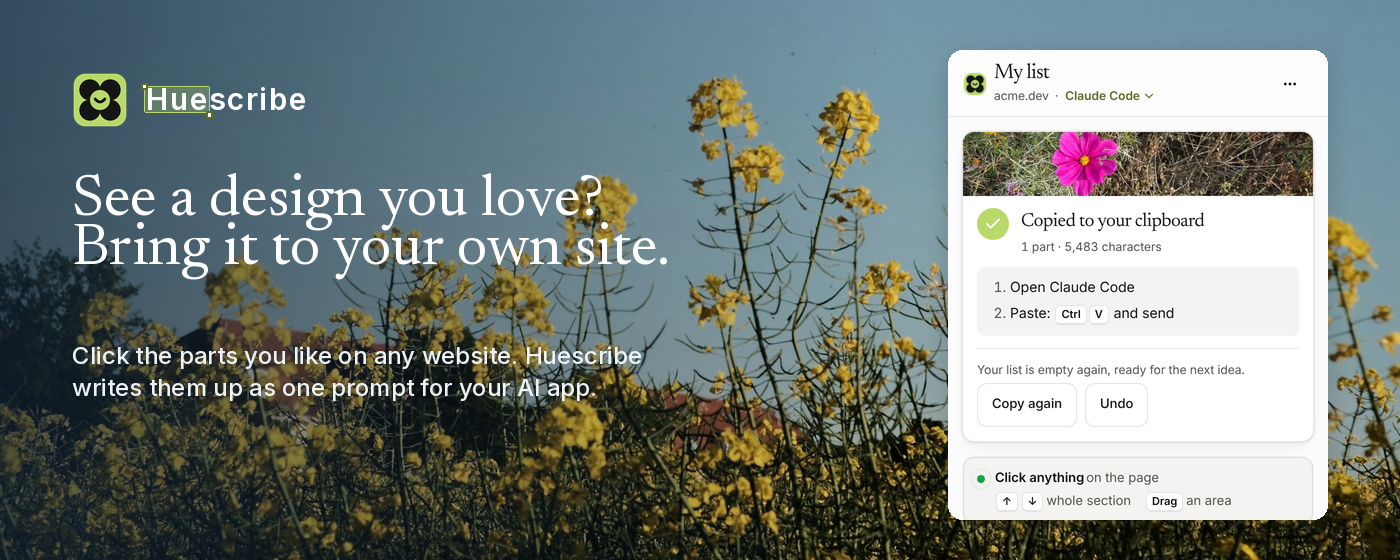 Huescribe
See a design you love?
Bring it to your own site.
Click the parts you like on any website. Huescribe
writes them up as one prompt for your AI app.
My list
acme.dev · Claude Code
Copied to your clipboard
1 part · 5,483 characters
1. Open Claude Code
2. Paste: Ctrl V and send
Your list is empty again, ready for the next idea.
Copy again Undo
Click anything on the page
↑ ↓ whole section Drag an area